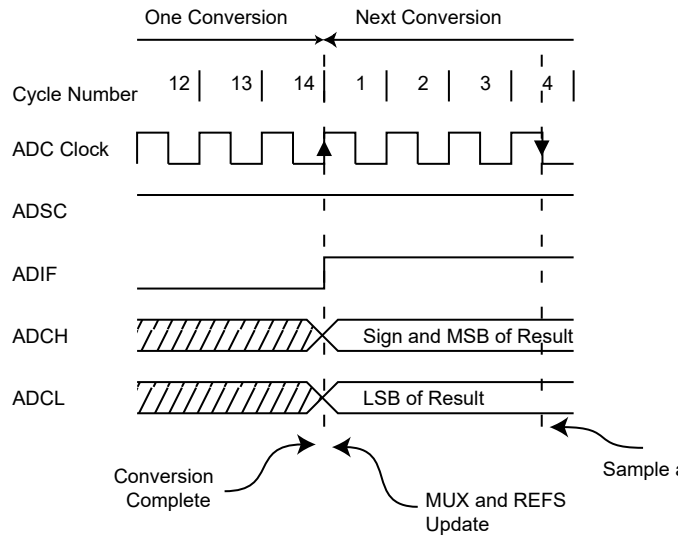 One Conversion Next Conversion
Cycle Number 12 13 14 1 2 3 4
ADC Clock
ADSC
ADIF
ADCH Sign and MSB of Result
ADCL LSB of Result
Conversion
Complete
MUX and REFS
Update
Sample